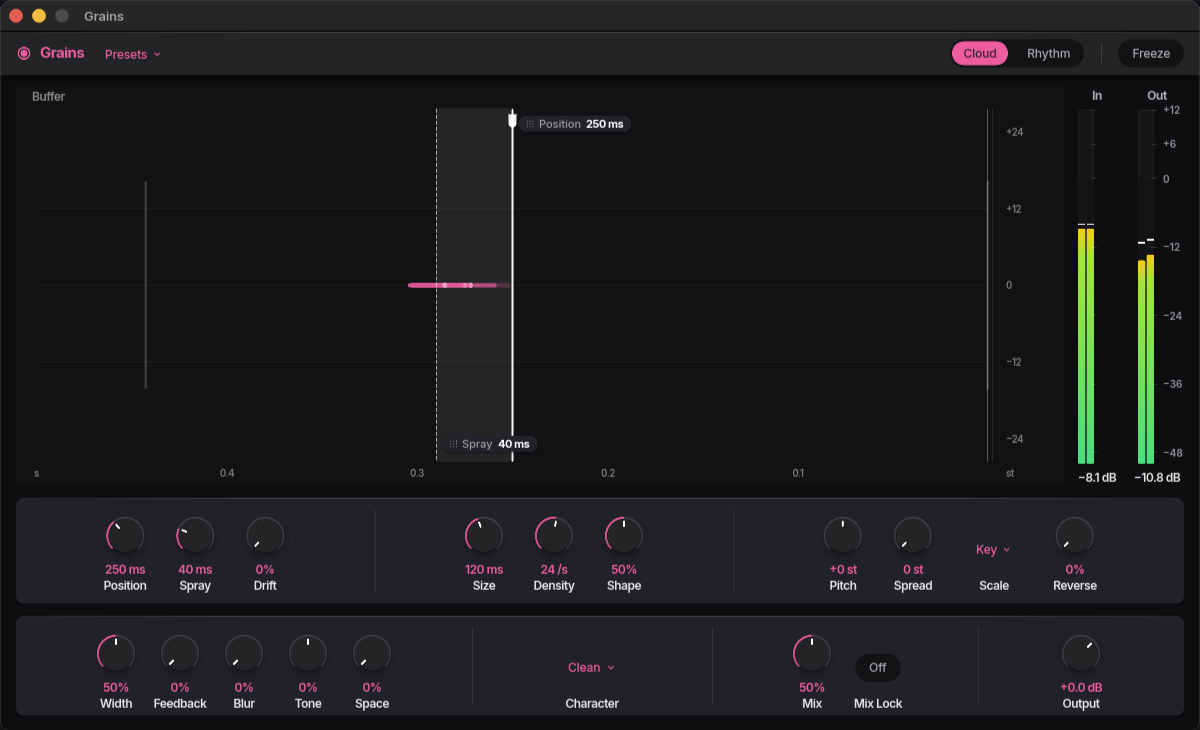 Grains
Grains Presets Cloud Rhythm Freeze
Buffer In Out
Position 250 ms
+24
+12
0
−12
−24
Spray 40 ms
s 0.4 0.3 0.2 0.1 st
+12
+6
0
−12
−24
−36
−48
−8.1 dB −10.8 dB
250 ms 40 ms 0% 120 ms 24 /s 50% +0 st 0 st Key 0%
Position Spray Drift Size Density Shape Pitch Spread Scale Reverse
50% 0% 0% 0% 0% Clean 50% Off +0.0 dB
Width Feedback Blur Tone Space Character Mix Mix Lock Output